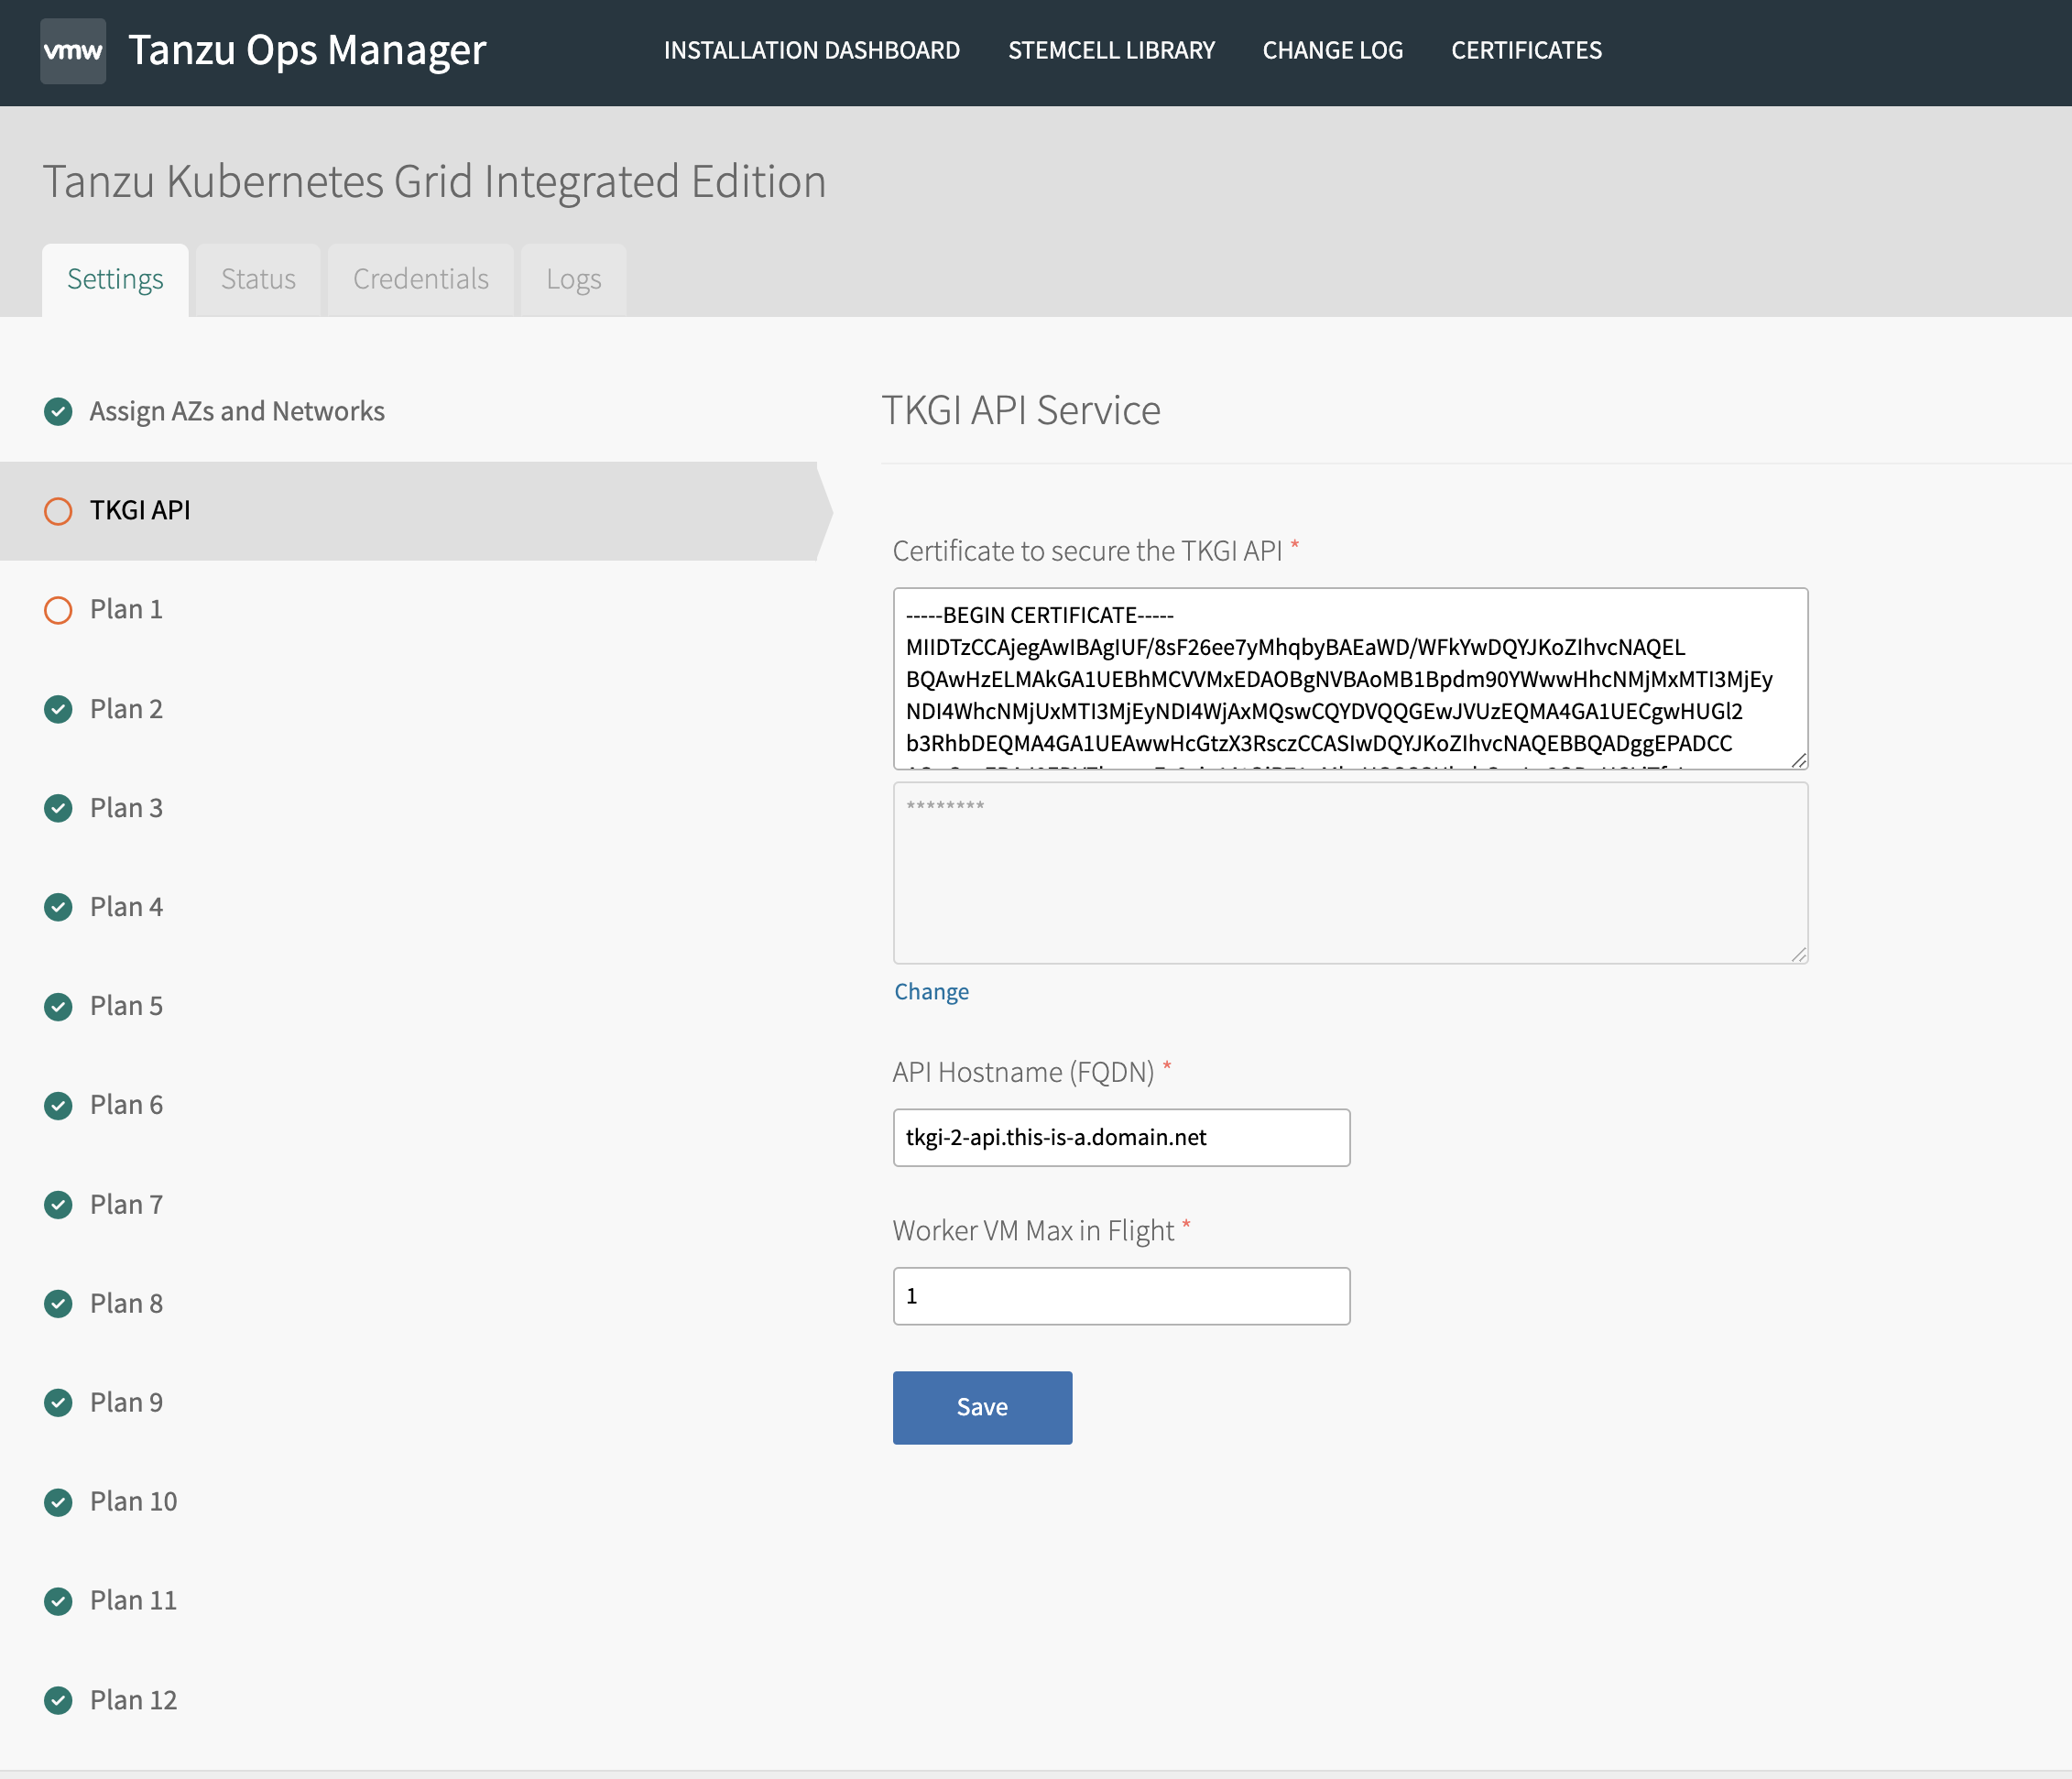 vmw Tanzu Ops Manager INSTALLATION DASHBOARD STEMCELL LIBRARY CHANGE LOG CERTIFICATES
Tanzu Kubernetes Grid Integrated Edition
Settings Status Credentials Logs
Assign AZs and Networks
TKGI API
Plan 1
Plan 2
Plan 3
Plan 4
Plan 5
Plan 6
Plan 7
Plan 8
Plan 9
Plan 10
Plan 11
Plan 12
TKGI API Service
Certificate to secure the TKGI API *
-----BEGIN CERTIFICATE-----
MIIDTzCCAjegAwIBAgIUF/8sF26ee7yMhqbyBAEaWD/WFkYwDQYJKoZIhvcNAQEL
BQAwHzELMAkGA1UEBhMCVVMxEDAOBgNVBAoMB1Bpdm90YWwwHhcNMjMxMTI3MjEy
NDI4WhcNMjUxMTI3MjEyNDI4WjAxMQswCQYDVQQGEwJVUzEQMA4GA1UECgwHUGl2
b3RhbDEQMA4GA1UEAwwHcGtzX3RsczCCASIwDQYJKoZIhvcNAQEBBQADggEPADCC
********
Change
API Hostname (FQDN) *
tkgi-2-api.this-is-a.domain.net
Worker VM Max in Flight *
1
Save